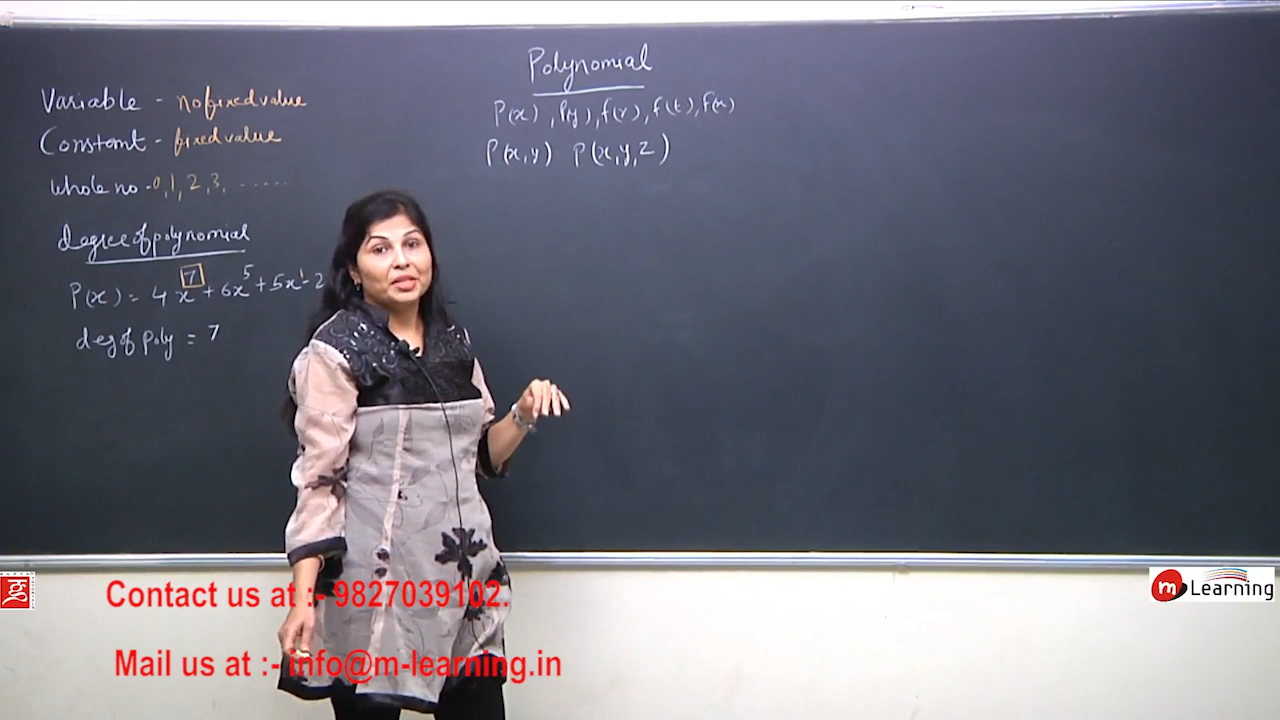 Polynomial
P(x), P(y), f(r), f(t), f(x)
P(x,y) P(x,y,z)
Variable - no fixed value
Constant - fixed value
Whole no - 0, 1, 2, 3, ......
degree of polynomial
P(x) = 4x⁷ + 6x⁵ + 5x¹ - 2
deg of poly = 7
Contact us at :- 9827039102.
Mail us at :- info@m-learning.in
m Learning